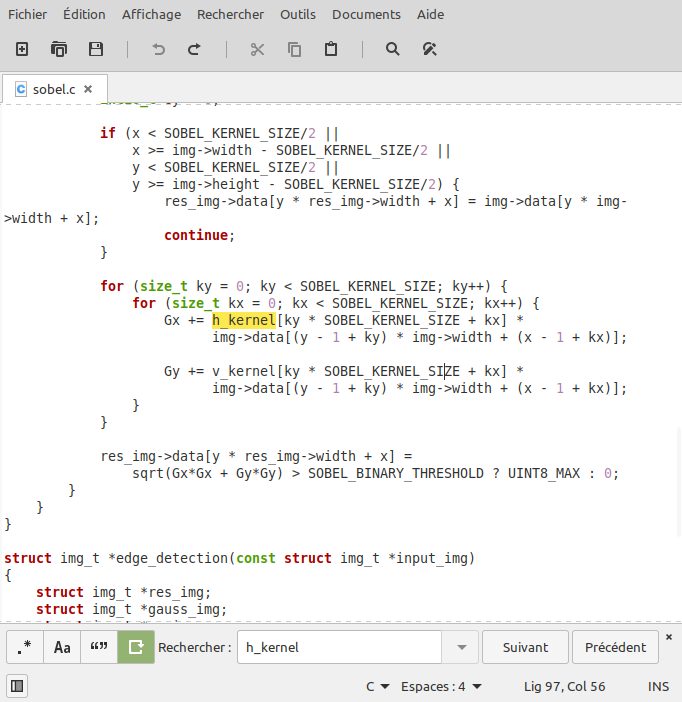 Fichier Édition Affichage Rechercher Outils Documents Aide
sobel.c ×
if (x < SOBEL_KERNEL_SIZE/2 ||
x >= img->width - SOBEL_KERNEL_SIZE/2 ||
y < SOBEL_KERNEL_SIZE/2 ||
y >= img->height - SOBEL_KERNEL_SIZE/2) {
res_img->data[y * res_img->width + x] = img->data[y * img-
>width + x];
continue;
}
for (size_t ky = 0; ky < SOBEL_KERNEL_SIZE; ky++) {
for (size_t kx = 0; kx < SOBEL_KERNEL_SIZE; kx++) {
Gx += h_kernel[ky * SOBEL_KERNEL_SIZE + kx] *
img->data[(y - 1 + ky) * img->width + (x - 1 + kx)];
Gy += v_kernel[ky * SOBEL_KERNEL_SIZE + kx] *
img->data[(y - 1 + ky) * img->width + (x - 1 + kx)];
}
}
res_img->data[y * res_img->width + x] =
sqrt(Gx*Gx + Gy*Gy) > SOBEL_BINARY_THRESHOLD ? UINT8_MAX : 0;
}
}
}
struct img_t *edge_detection(const struct img_t *input_img)
{
struct img_t *res_img;
struct img_t *gauss_img;
.* Aa “” Rechercher : h_kernel Suivant Précédent ×
C Espaces : 4 Lig 97, Col 56 INS